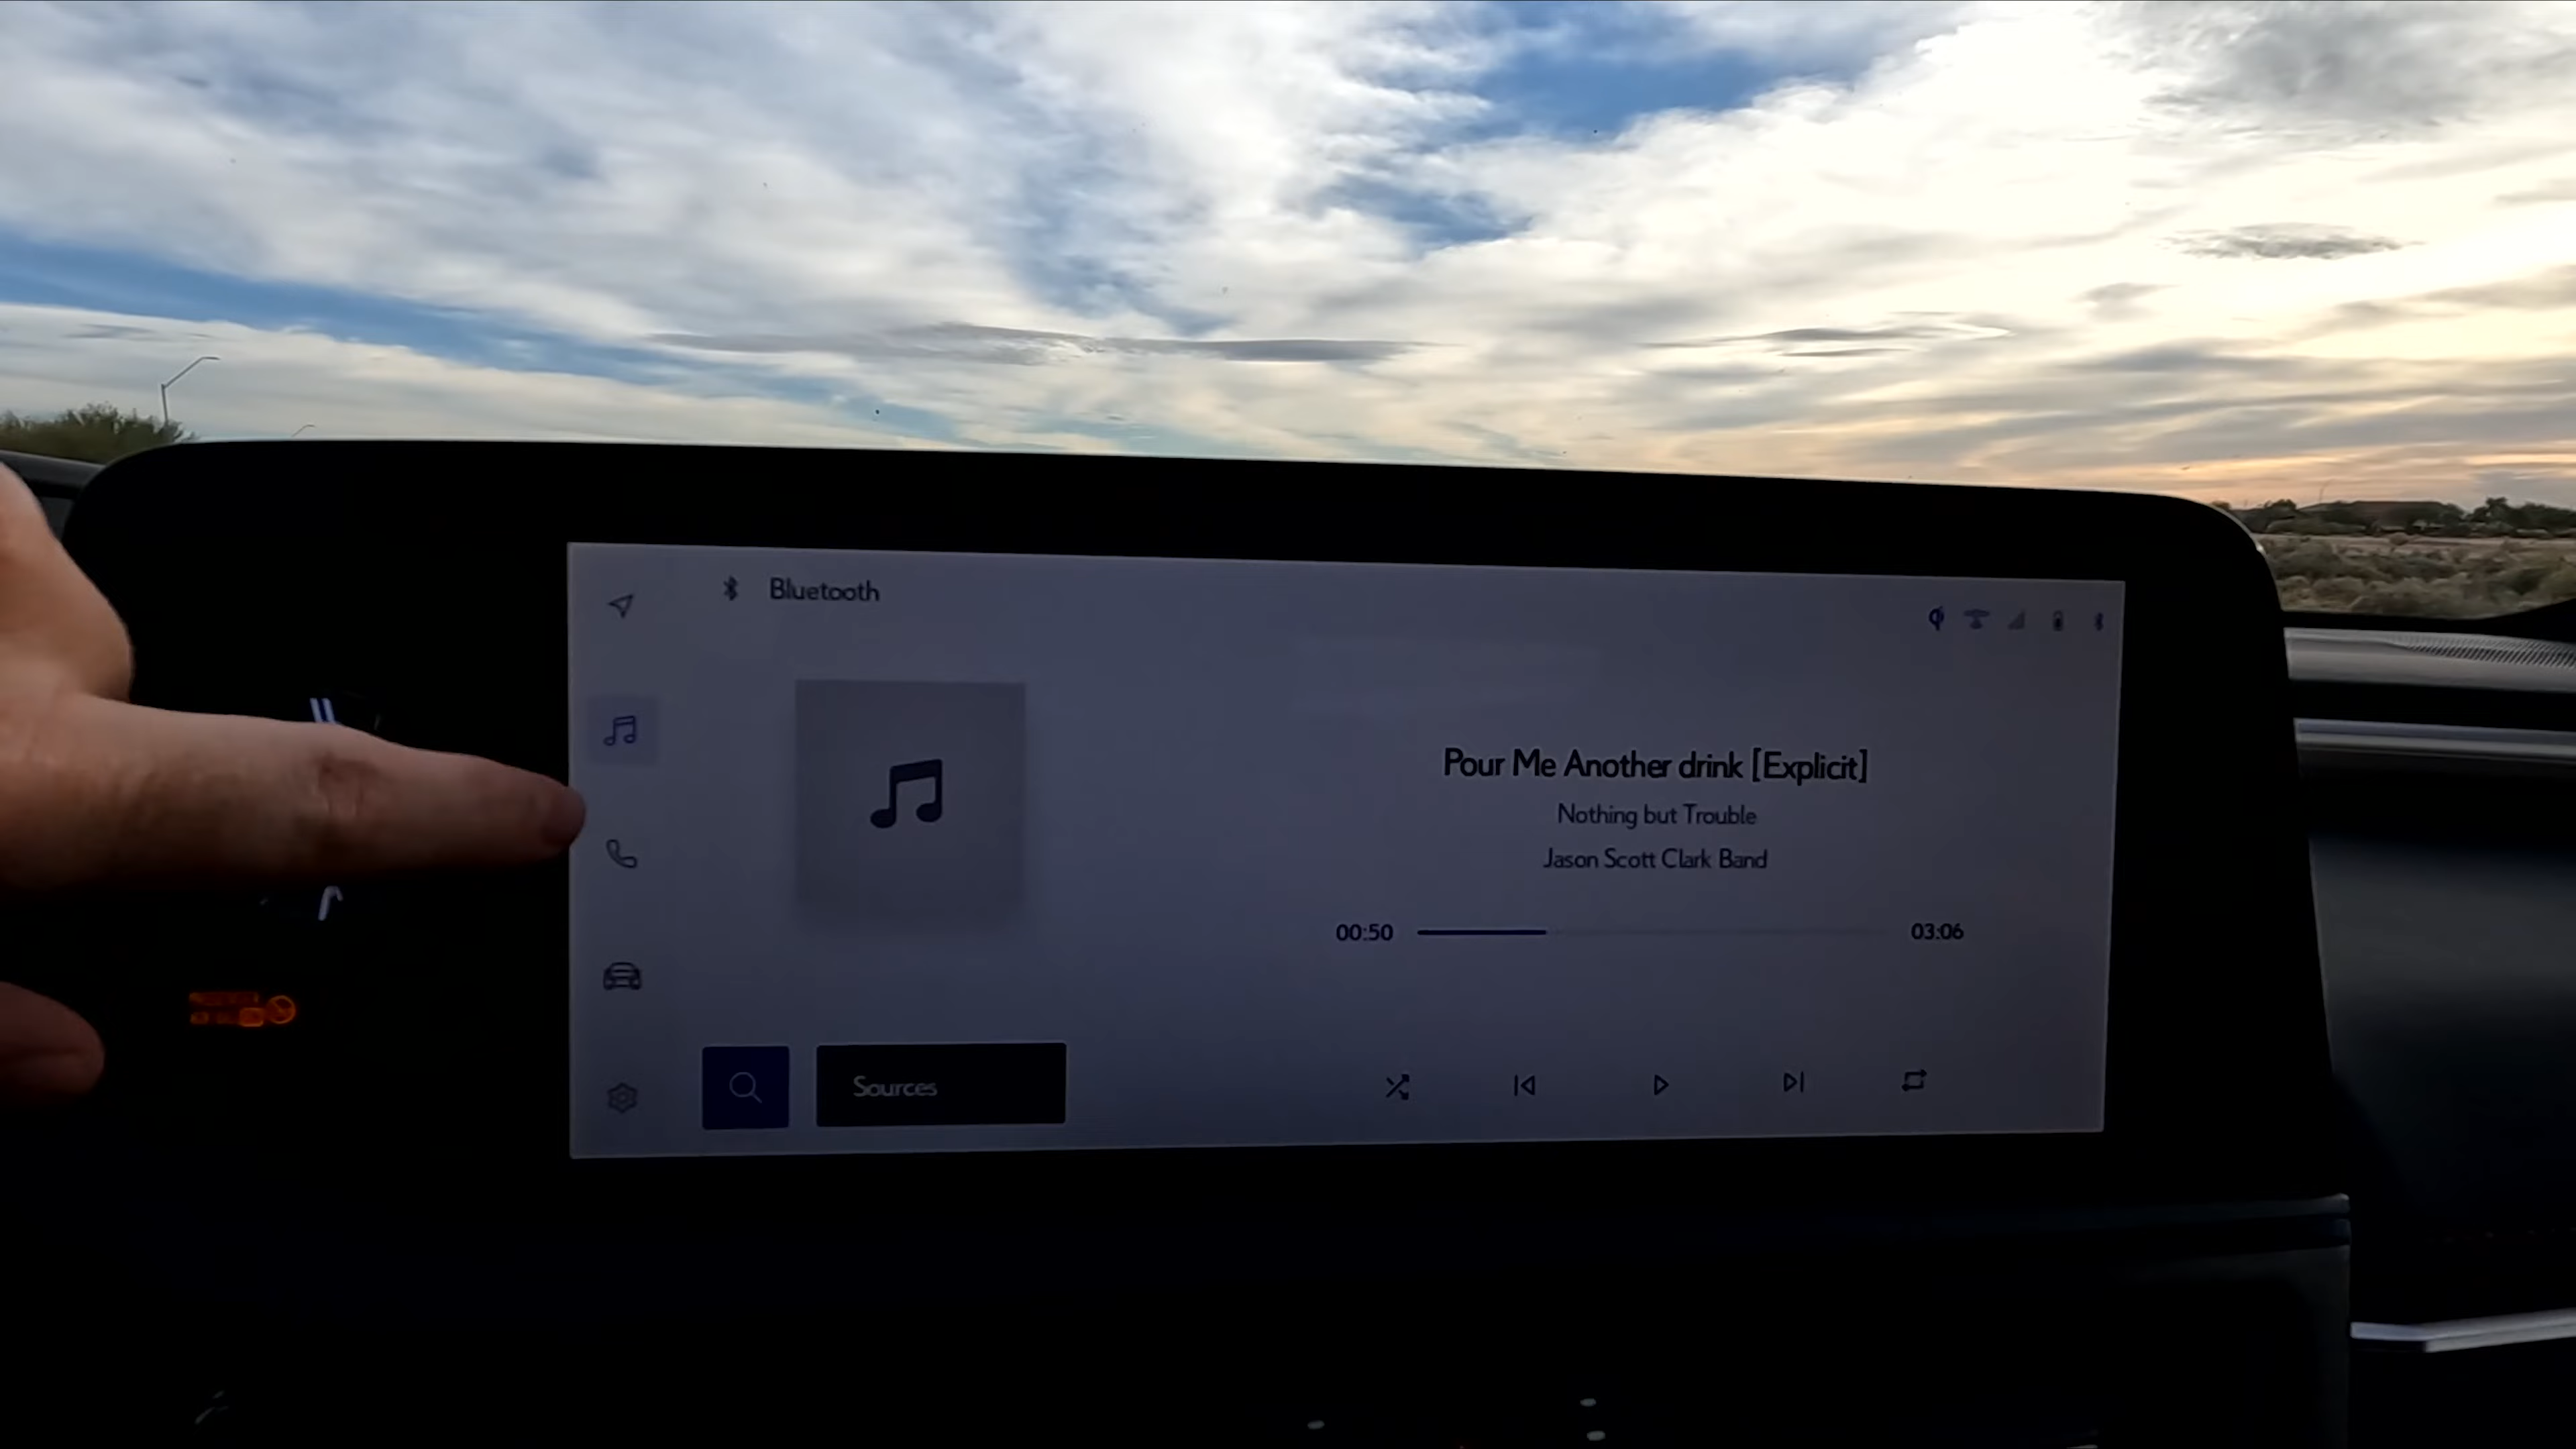 Bluetooth
Pour Me Another drink [Explicit]
Nothing but Trouble
Jason Scott Clark Band
00:50
03:06
Sources